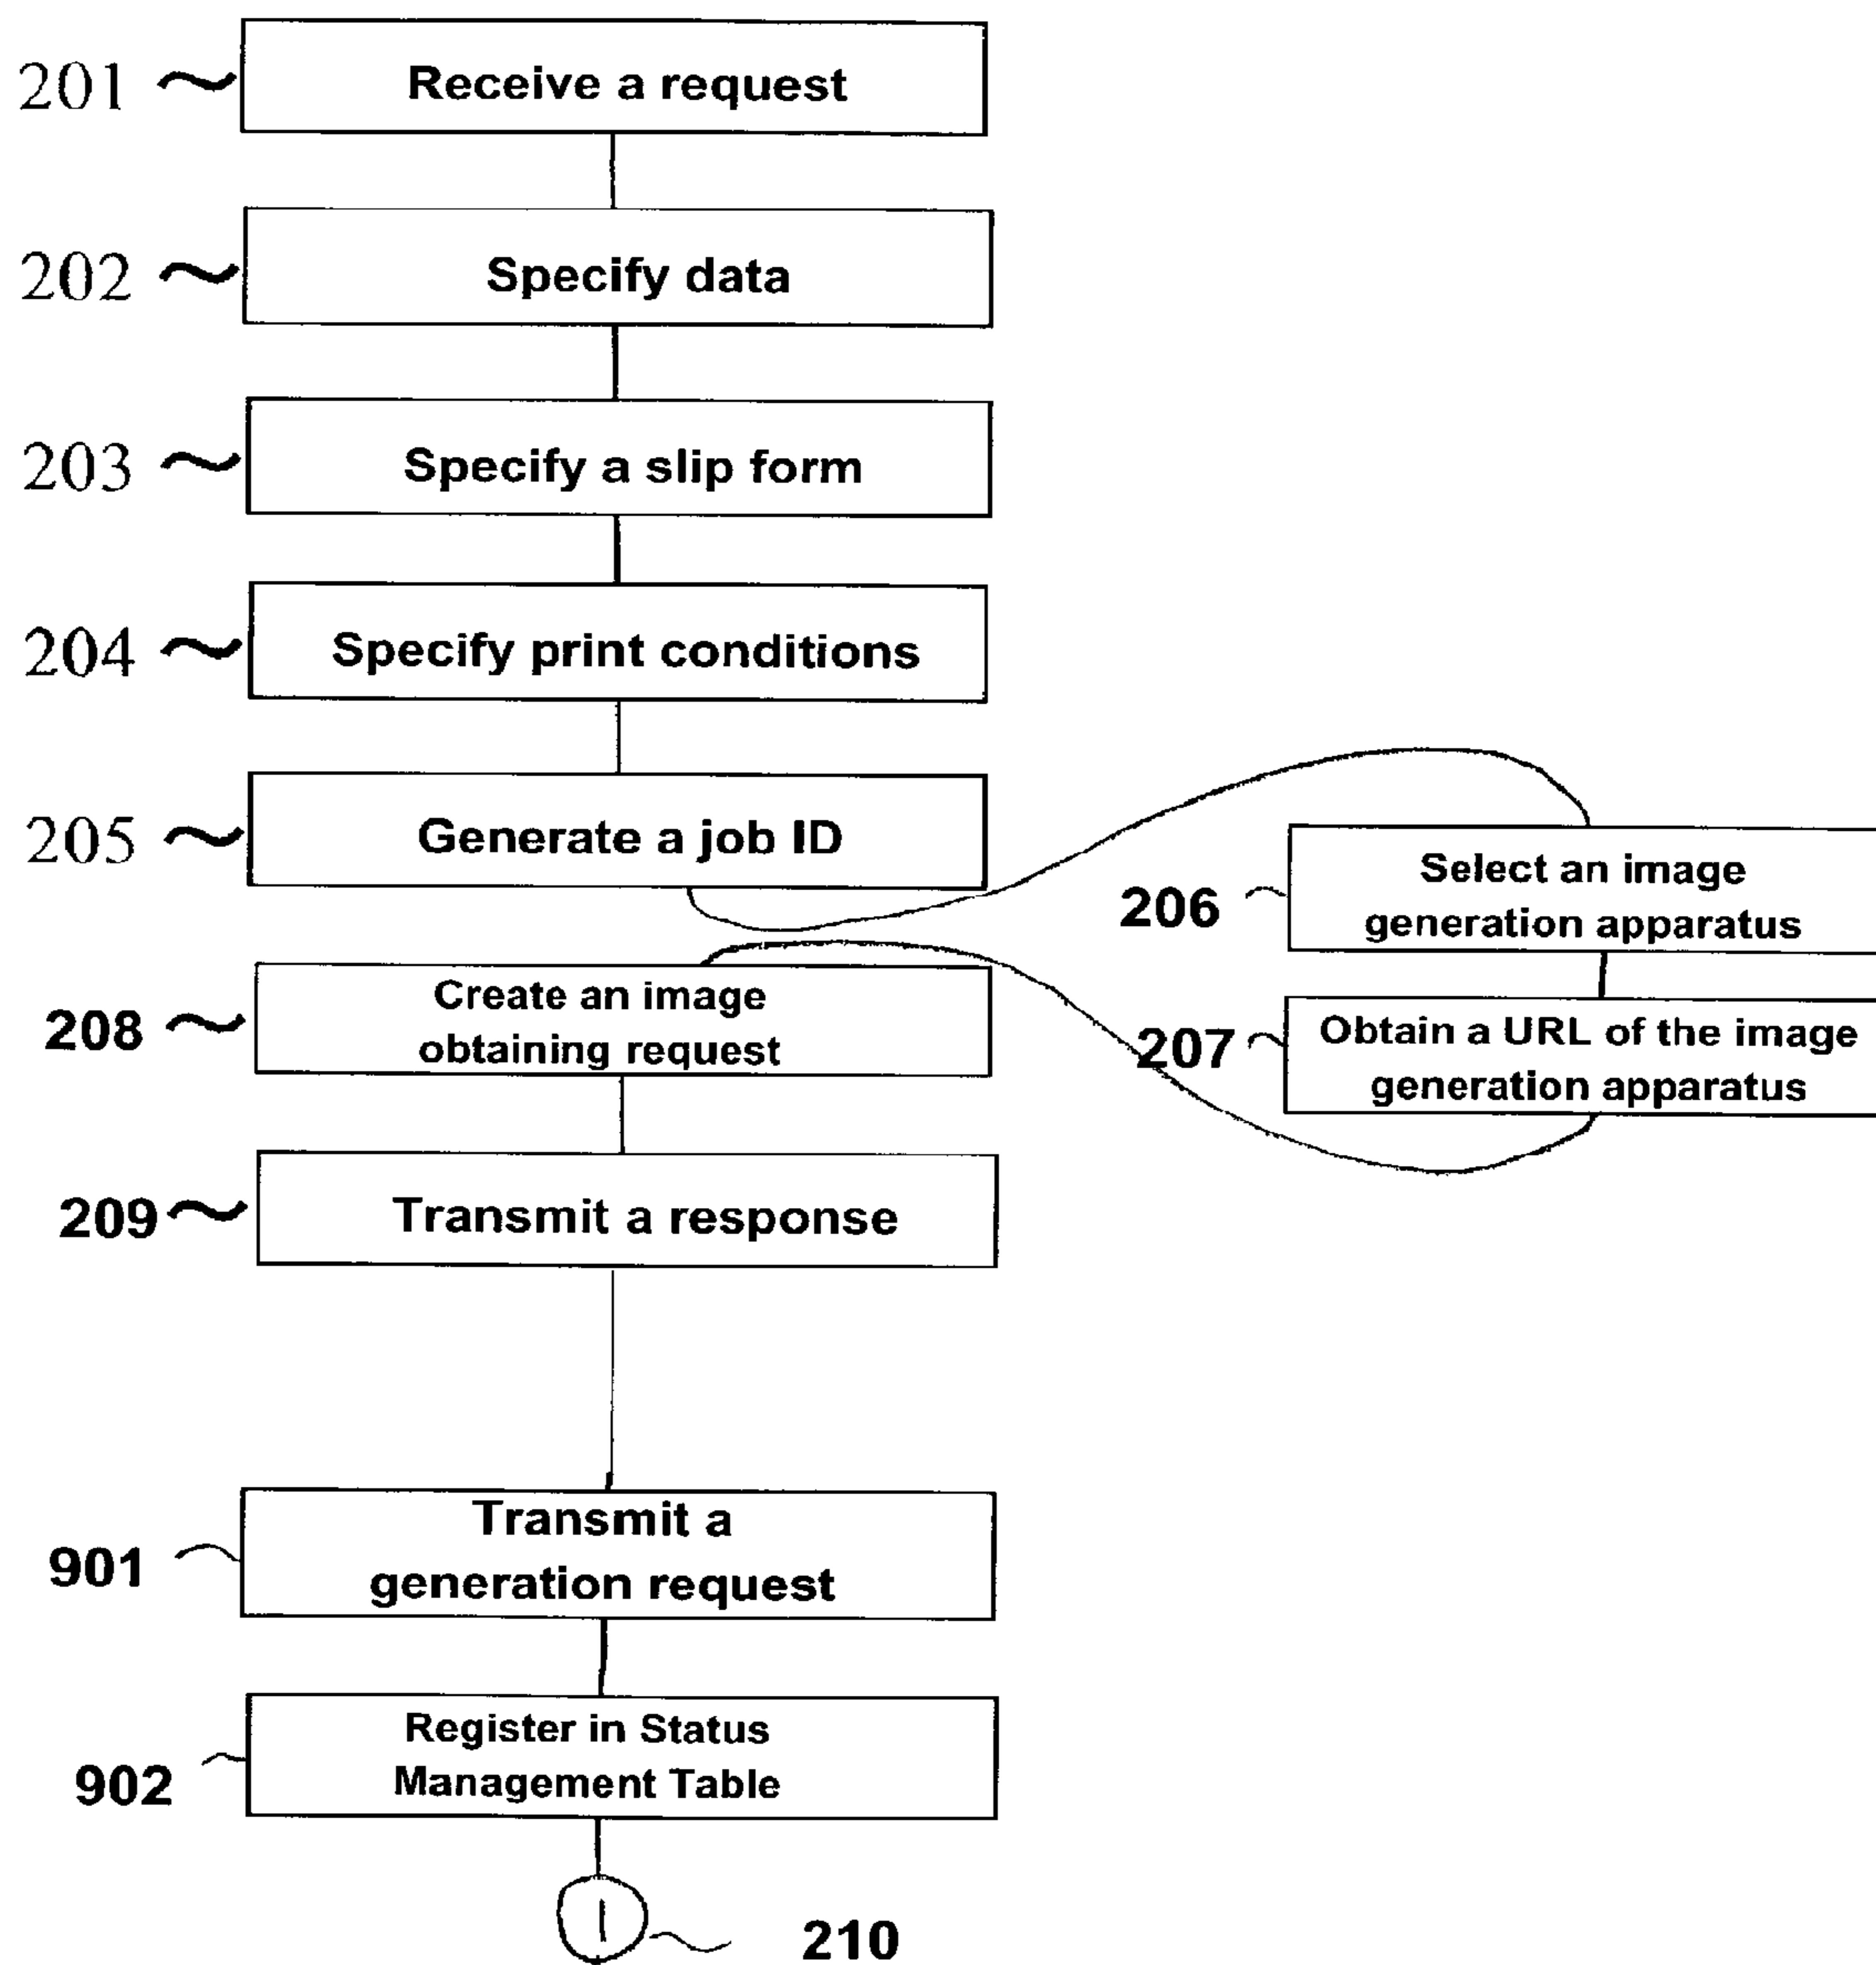 201
Receive a request
202
Specify data
203
Specify a slip form
204
Specify print conditions
205
Generate a job ID
206
Select an image
generation apparatus
207
Obtain a URL of the image
generation apparatus
208
Create an image
obtaining request
209
Transmit a response
901
Transmit a
generation request
902
Register in Status
Management Table
1
210